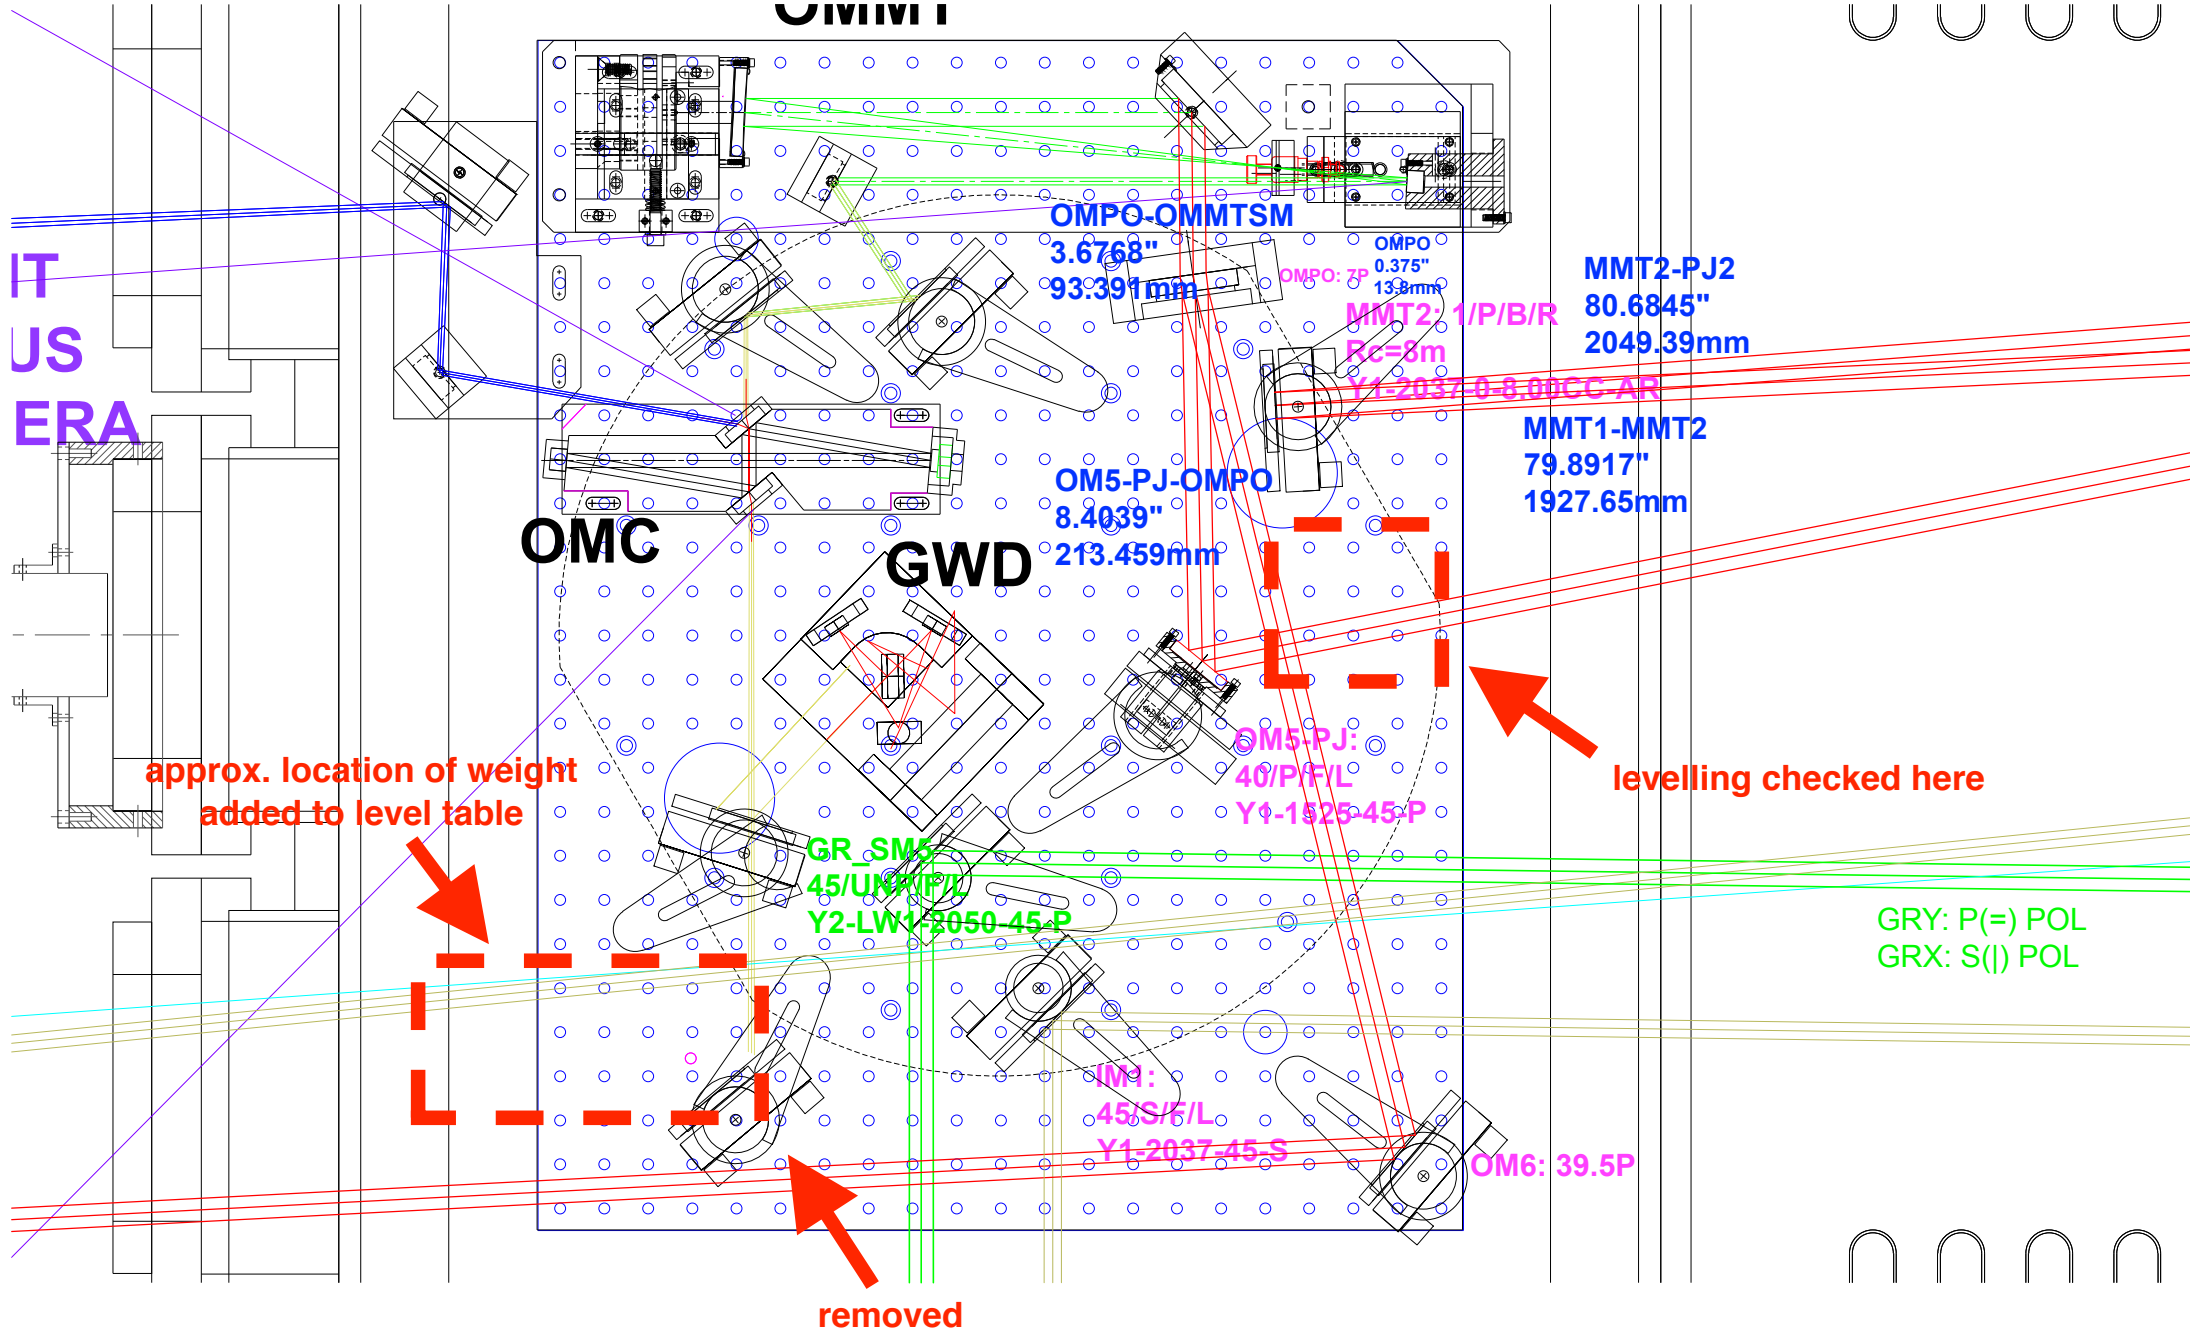 OMMT
OMPO-OMMTSM
3.6768"
93.391mm
OMPO
0.375"
13.8mm
OMPO: 7P
MMT2-PJ2
80.6845"
2049.39mm
MMT2: 1/P/B/R
Rc=8m
Y1-2037-0-8.00CC-AR
IT
US
ERA
MMT1-MMT2
79.8917"
1927.65mm
OM5-PJ-OMPO
8.4039"
213.459mm
OMC
GWD
OM5-PJ:
40/P/F/L
Y1-1525-45-P
levelling checked here
approx. location of weight
added to level table
GR_SM5
45/UNP/F/L
Y2-LW1-2050-45-P
GRY: P(=) POL
GRX: S(|) POL
IM1:
45/S/F/L
Y1-2037-45-S
OM6: 39.5P
removed